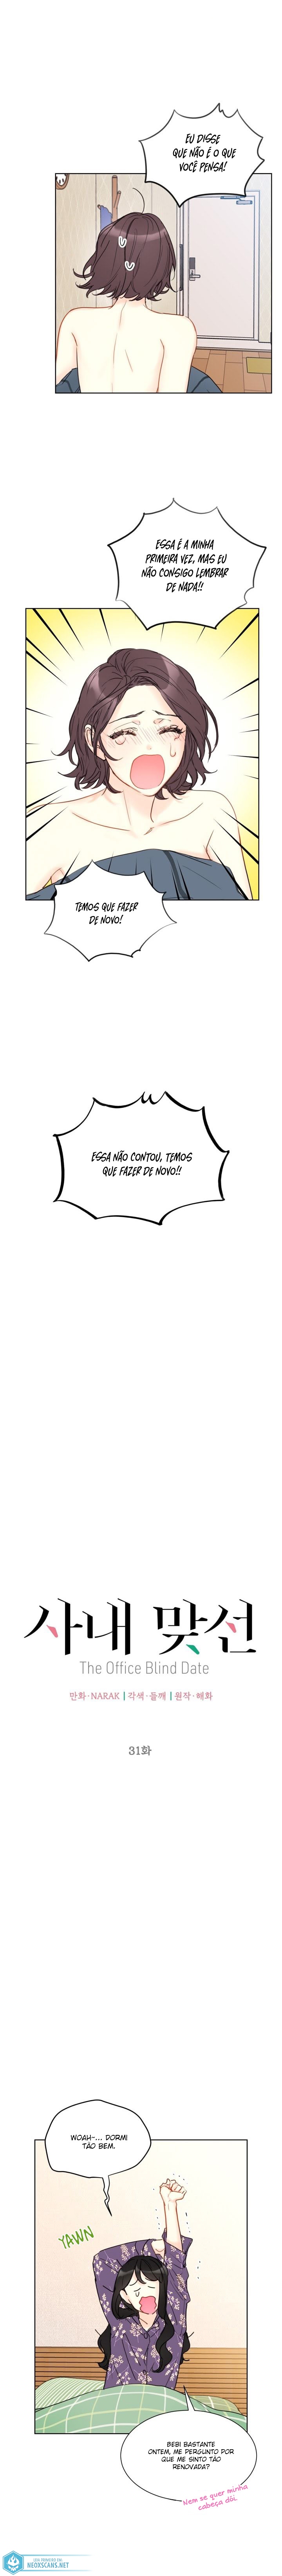 EU DISSE
QUE NÃO É O QUE
VOCÊ PENSA!
ESSA É A MINHA
PRIMEIRA VEZ, MAS EU
NÃO CONSIGO LEMBRAR
DE NADA!!
TEMOS QUE FAZER
DE NOVO!
ESSA NÃO CONTOU, TEMOS
QUE FAZER DE NOVO!!
사내 맞선
The Office Blind Date
만화·NARAK | 각색·들깨 | 원작·해화
31화
WOAH~... DORMI
TÃO BEM.
YAWN
BEBI BASTANTE
ONTEM, ME PERGUNTO POR
QUE ME SINTO TÃO
RENOVADA?
Nem se quer minha
cabeça dói.
NEOXSCANS.NET